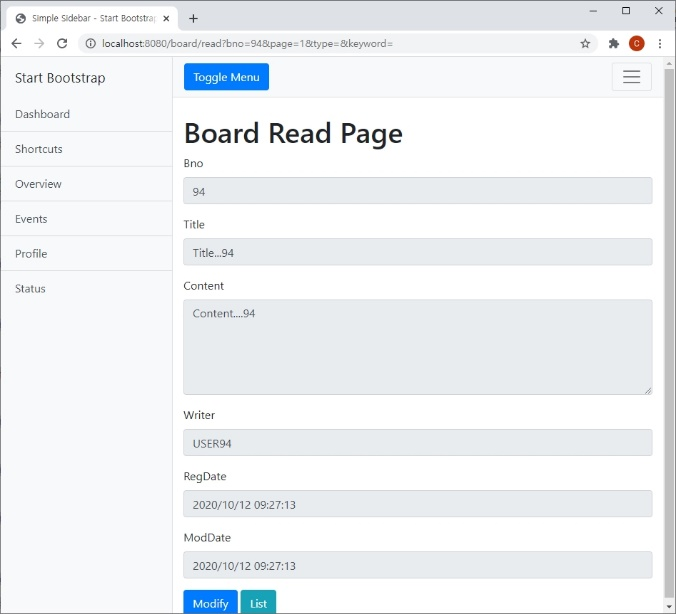 Simple Sidebar - Start Bootstrap
localhost:8080/board/read?bno=94&page=1&type=&keyword=
C
Start Bootstrap
Toggle Menu
Dashboard
Shortcuts
Overview
Events
Profile
Status
Board Read Page
Bno
94
Title
Title...94
Content
Content....94
Writer
USER94
RegDate
2020/10/12 09:27:13
ModDate
2020/10/12 09:27:13
Modify
List